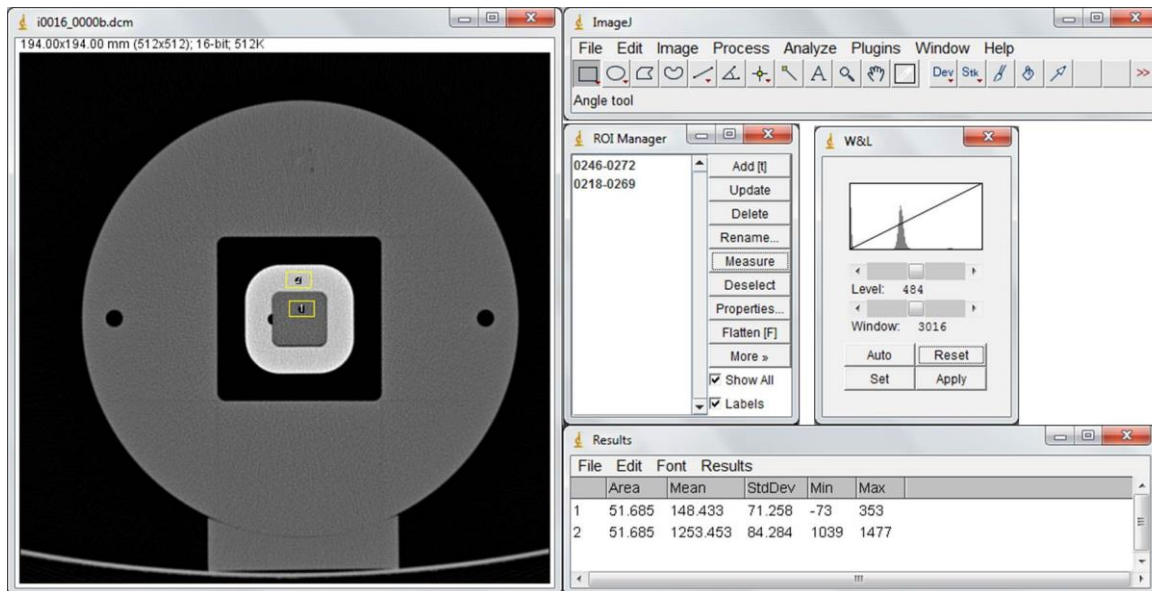 i0016_0000b.dcm
194.00x194.00 mm (512x512); 16-bit; 512K
ImageJ
File Edit Image Process Analyze Plugins Window Help
A Dev Stk >>
Angle tool
ROI Manager
0246-0272
0218-0269
Add [t]
Update
Delete
Rename...
Measure
Deselect
Properties...
Flatten [F]
More »
Show All
Labels
W&L
Level: 484
Window: 3016
Auto Reset
Set Apply
Results
File Edit Font Results
Area Mean StdDev Min Max
1 51.685 148.433 71.258 -73 353
2 51.685 1253.453 84.284 1039 1477